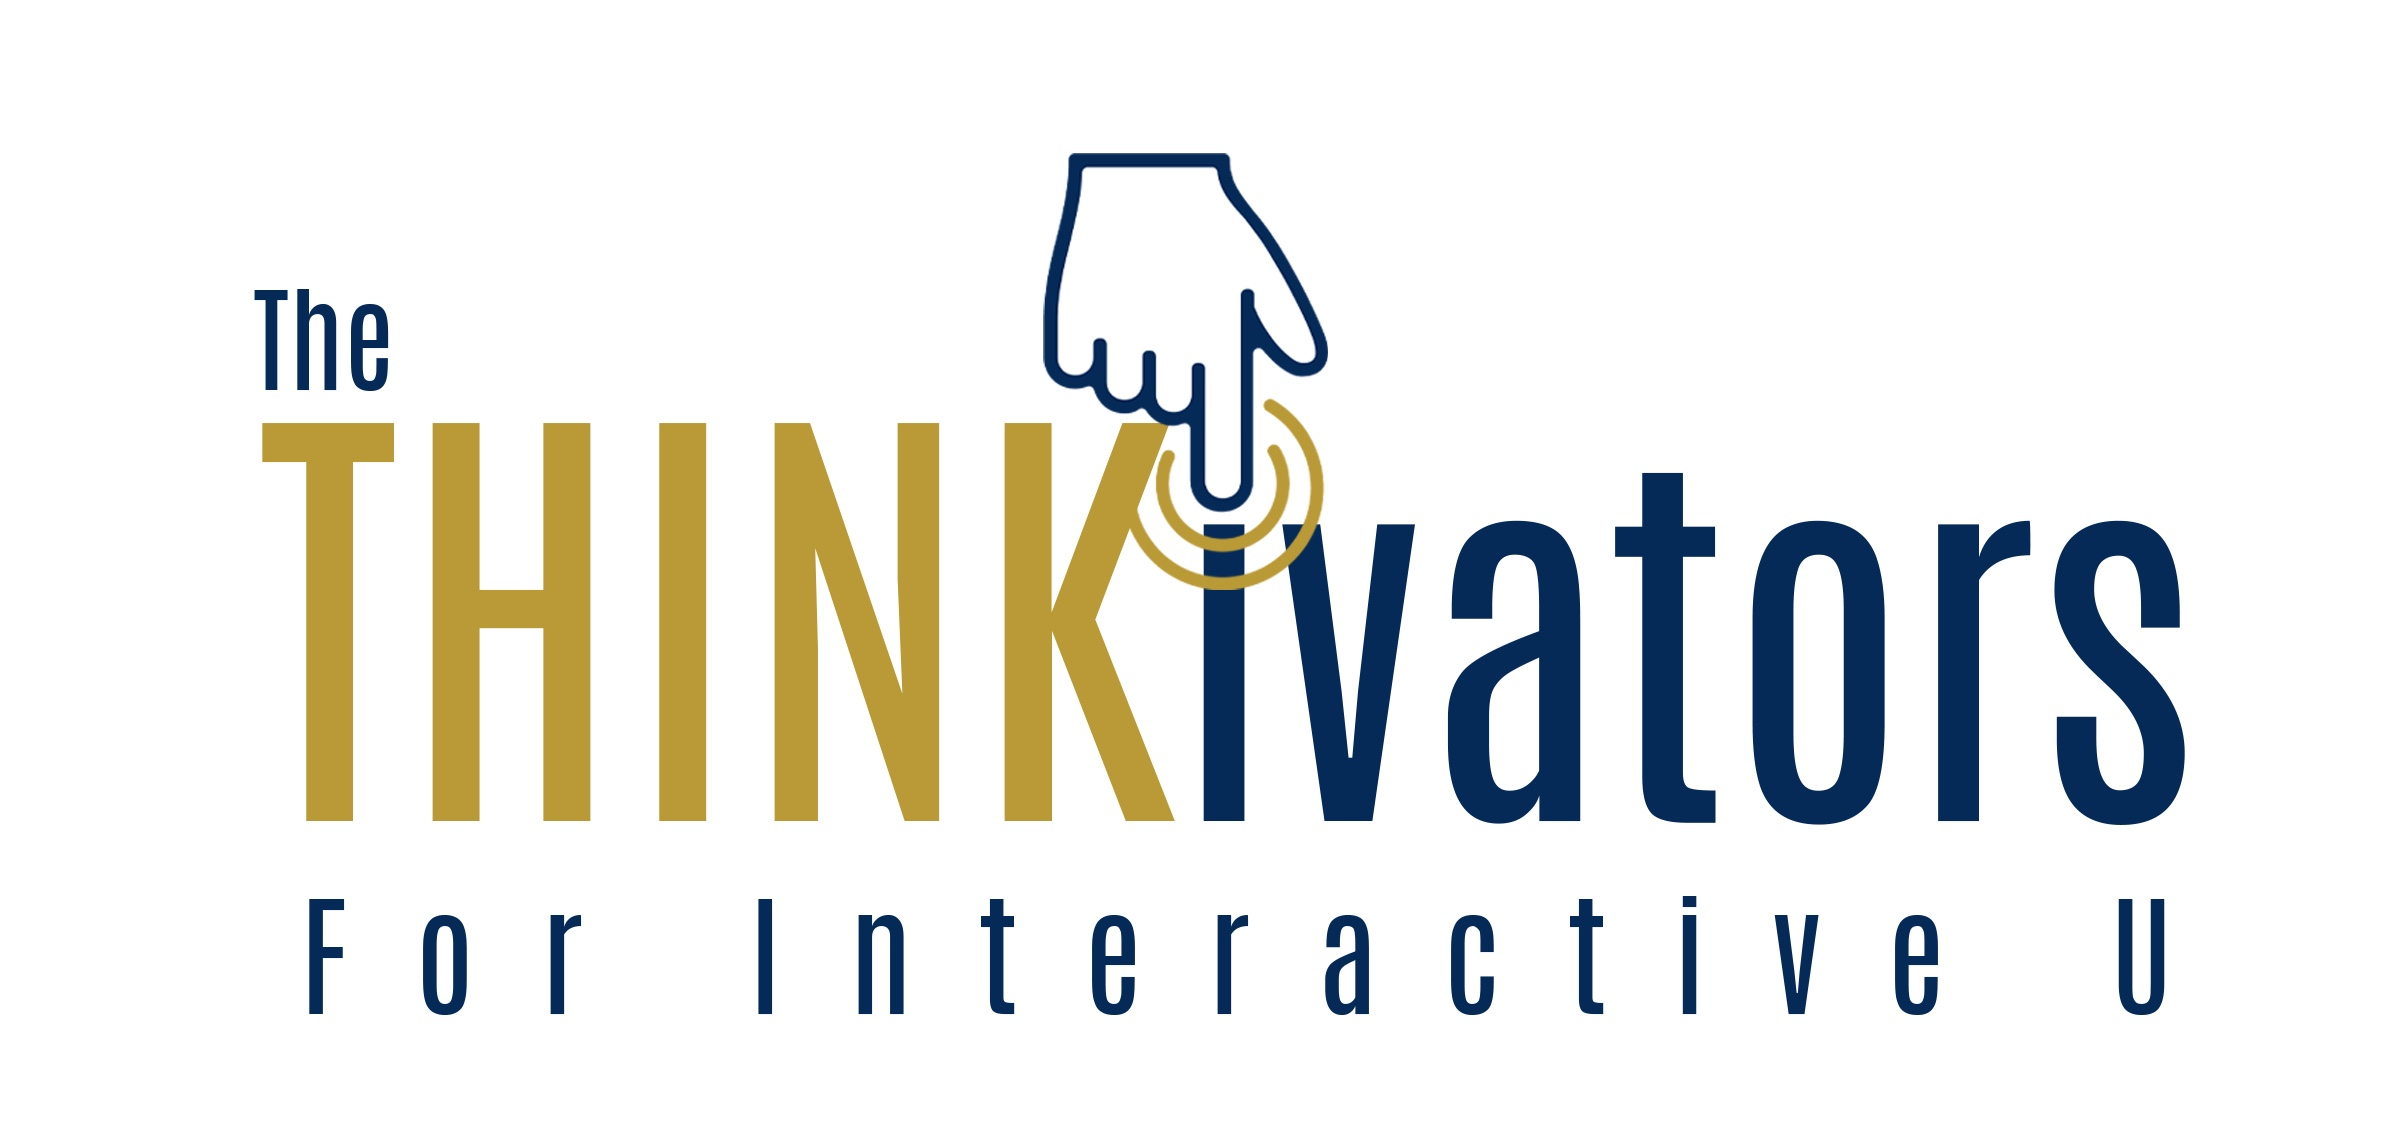 The
THINKivators
For Interactive U